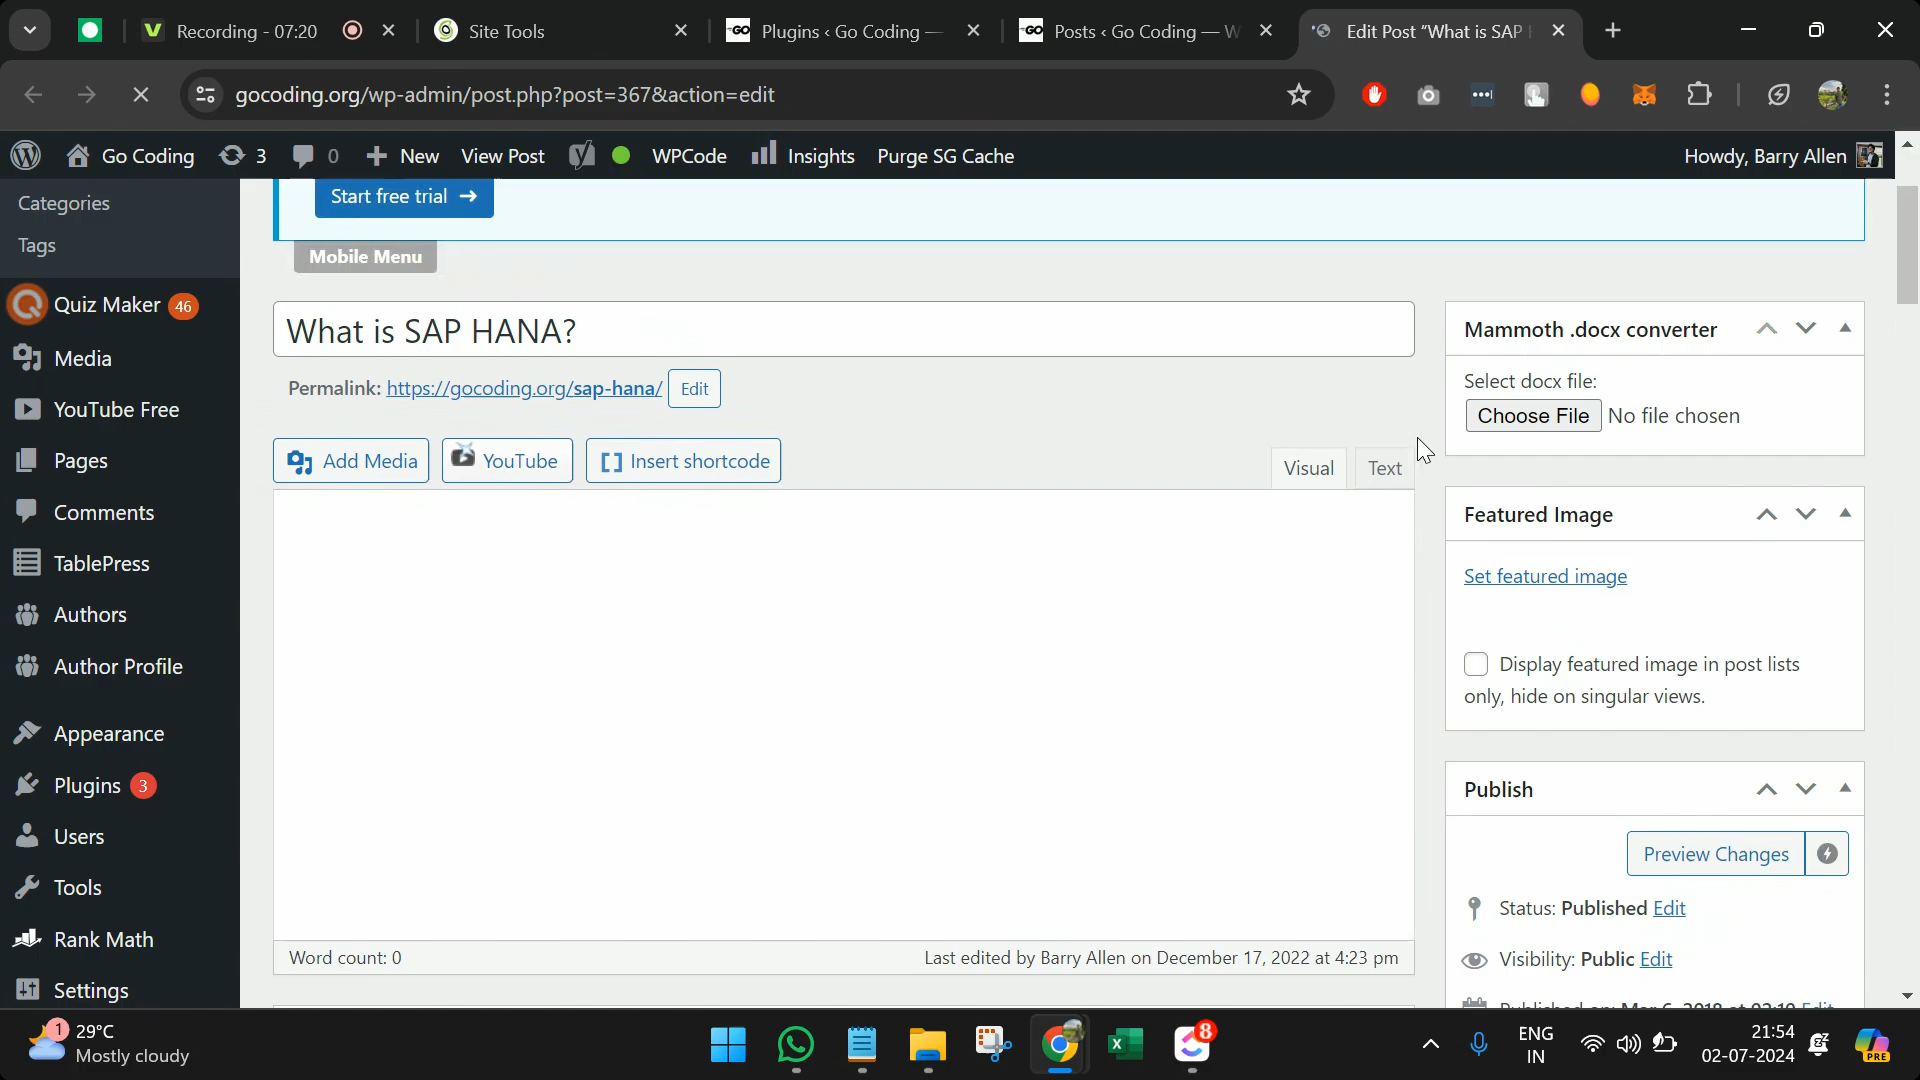 Recording - 07:20
Site Tools
Plugins ‹ Go Coding —
Posts ‹ Go Coding — W
Edit Post “What is SAP
gocoding.org/wp-admin/post.php?post=367&action=edit
Go Coding
3
0
New
View Post
WPCode
Insights
Purge SG Cache
Howdy, Barry Allen
Categories
Tags
Quiz Maker 46
Media
YouTube Free
Pages
Comments
TablePress
Authors
Author Profile
Appearance
Plugins 3
Users
Tools
Rank Math
Settings
Start free trial →
Mobile Menu
What is SAP HANA?
Permalink: https://gocoding.org/sap-hana/ Edit
Add Media
YouTube
[ ] Insert shortcode
Visual
Text
Word count: 0
Last edited by Barry Allen on December 17, 2022 at 4:23 pm
Mammoth .docx converter
Select docx file:
Choose File No file chosen
Featured Image
Set featured image
Display featured image in post lists
only, hide on singular views.
Publish
Preview Changes
Status: Published Edit
Visibility: Public Edit
1
29°C
Mostly cloudy
8
ENG
IN
21:54
02-07-2024
PRE